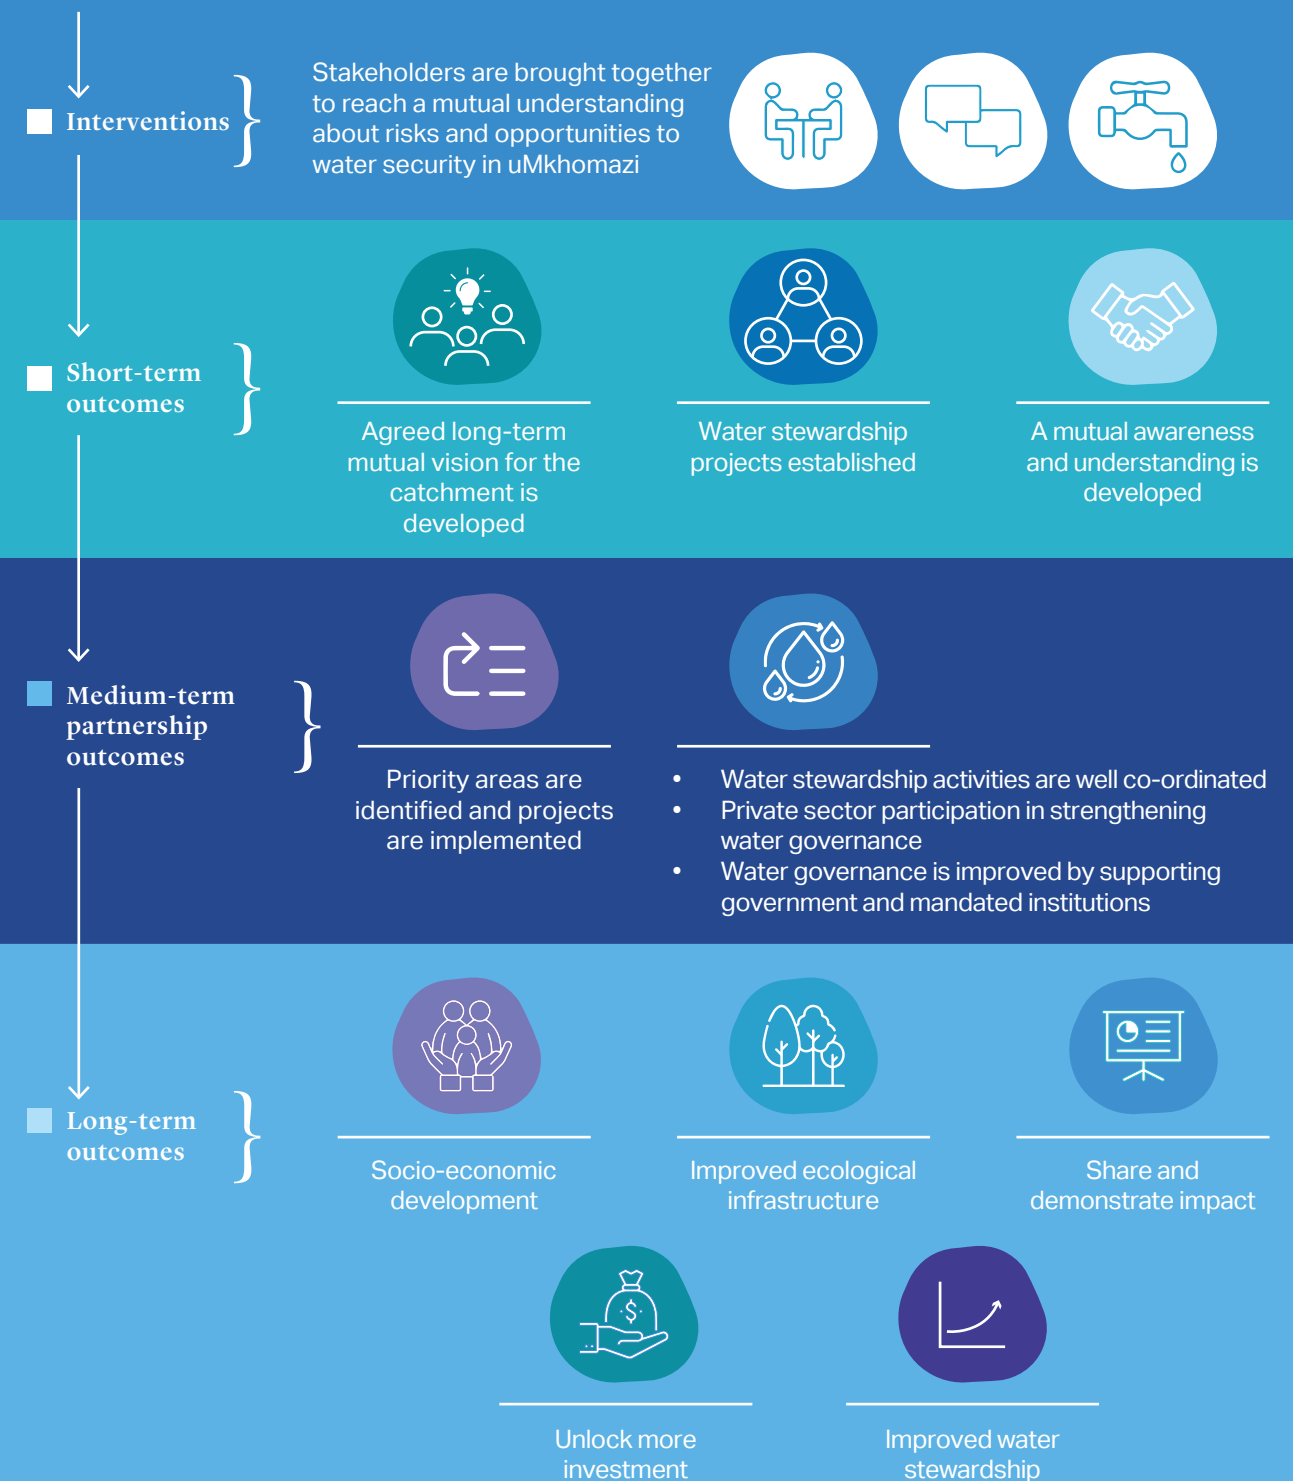 Interventions
Stakeholders are brought together
to reach a mutual understanding
about risks and opportunities to
water security in uMkhomazi
Short-term
outcomes
Agreed long-term
mutual vision for the
catchment is
developed
Water stewardship
projects established
A mutual awareness
and understanding is
developed
Medium-term
partnership
outcomes
Priority areas are
identified and projects
are implemented
• Water stewardship activities are well co-ordinated
• Private sector participation in strengthening
water governance
• Water governance is improved by supporting
government and mandated institutions
Long-term
outcomes
Socio-economic
development
Improved ecological
infrastructure
Share and
demonstrate impact
$
Unlock more
investment
Improved water
stewardship